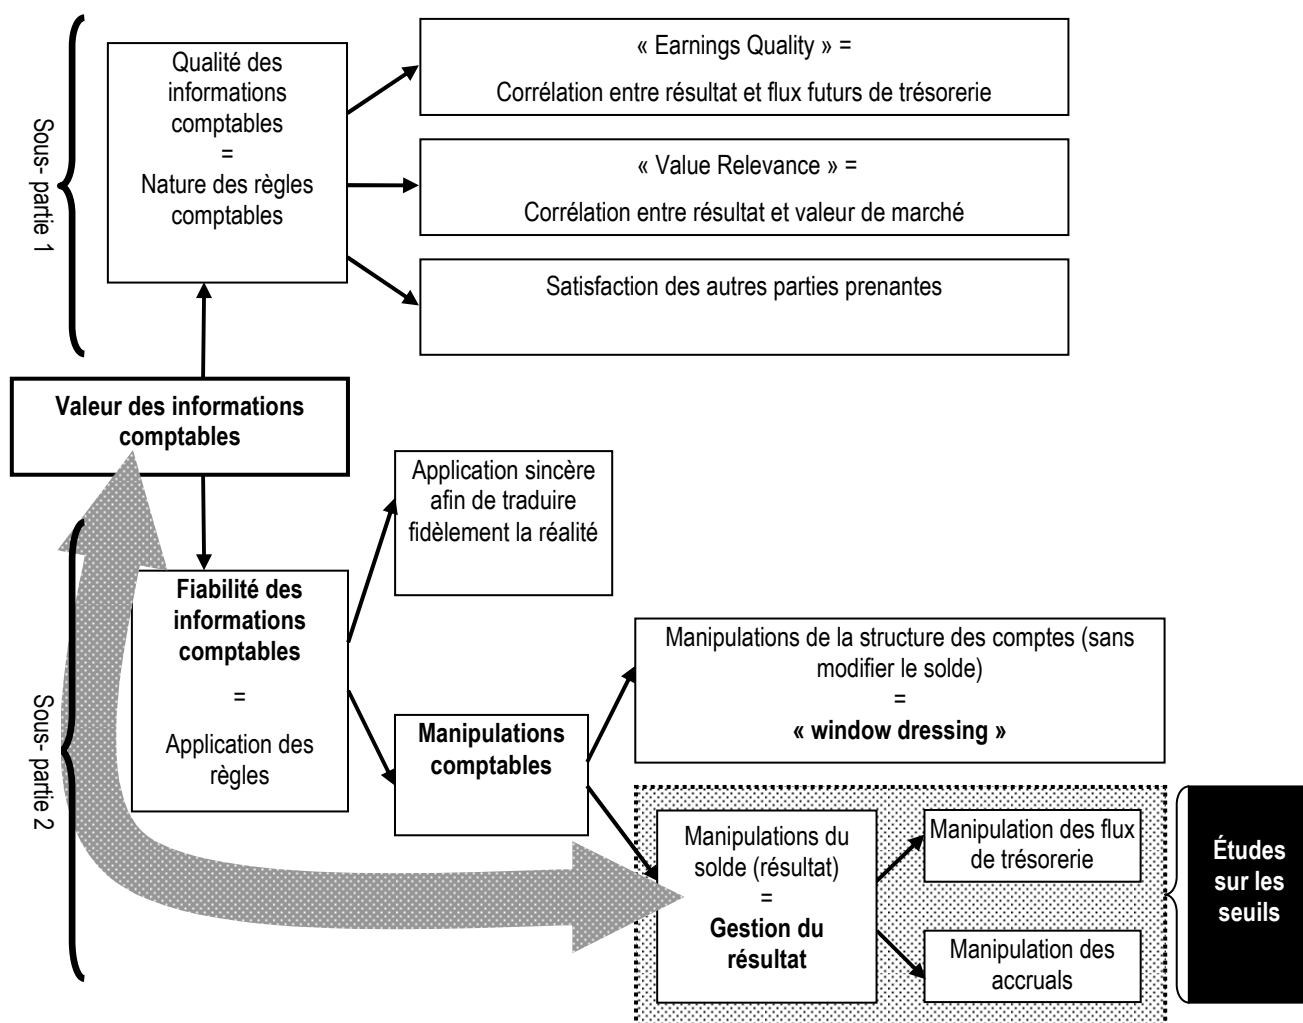 Sous- partie 1
Qualité des
informations
comptables
=
Nature des règles
comptables
« Earnings Quality » =
Corrélation entre résultat et flux futurs de trésorerie
« Value Relevance » =
Corrélation entre résultat et valeur de marché
Satisfaction des autres parties prenantes
Valeur des informations
comptables
Sous- partie 2
Fiabilité des
informations
comptables
=
Application des
règles
Application sincère
afin de traduire
fidèlement la réalité
Manipulations
comptables
Manipulations de la structure des comptes (sans
modifier le solde)
=
« window dressing »
Manipulations du
solde (résultat)
=
Gestion du
résultat
Manipulation des flux
de trésorerie
Manipulation des
accruals
Études
sur les
seuils